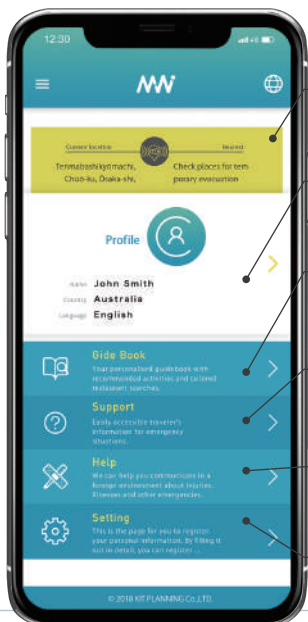 12:30
MW
Current location
Nearest
Temmabashikyomachi,
Chuo-ku, Osaka-shi,
Check places for tem
porary evacuation
Profile
Name John Smith
Country Australia
Language English
Gide Book
Your personalised guidebook with
recommended activities and tailored
restaurant searches.
Support
Easily accessible traveler's
information for emergency
situations.
Help
We can help you communicate in a
foreign environment about injuries,
illnesses and other emergencies.
Setting
This is the page for you to register
your personal information. By filling it
out in detail, you can register ...
© 2018 KIT PLANNING Co.,LTD.